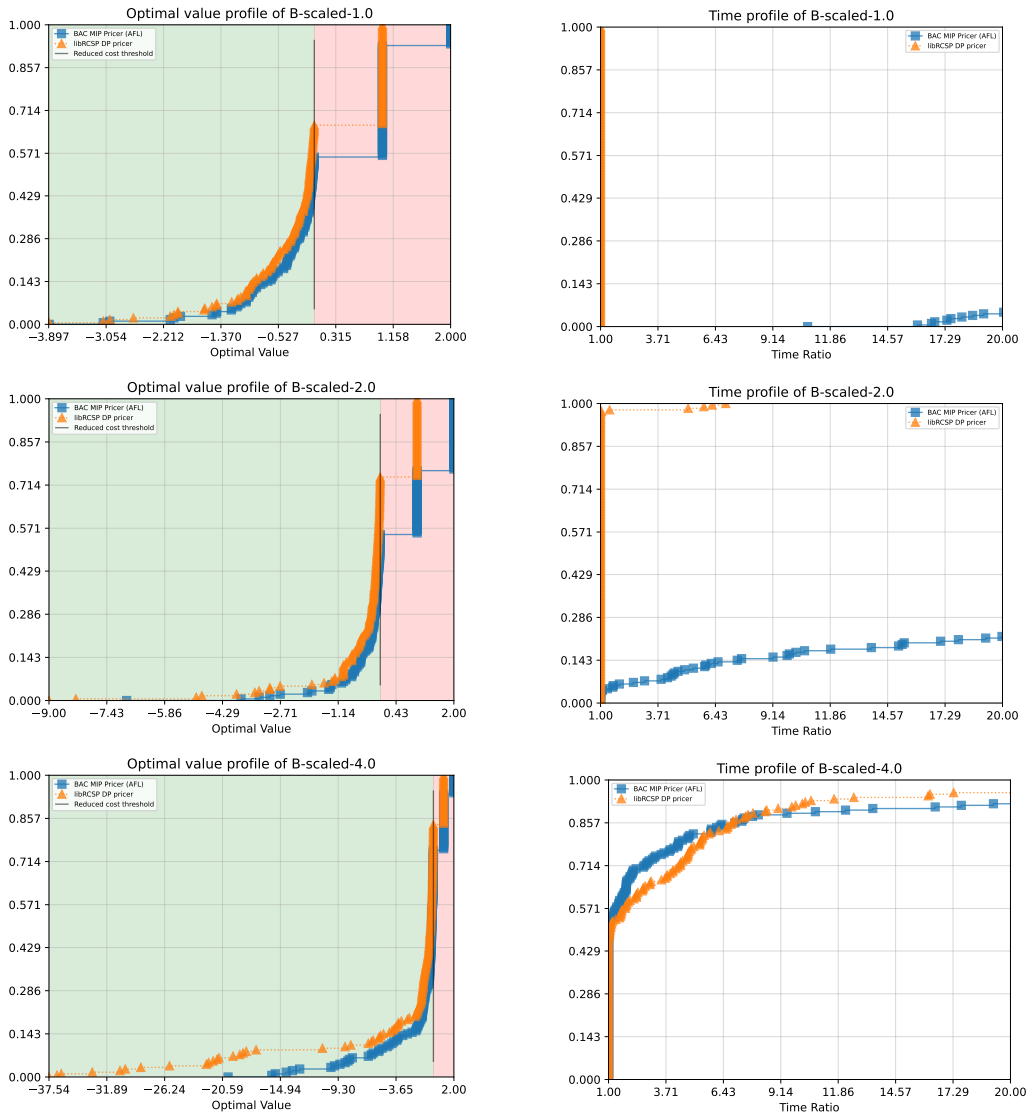 Optimal value profile of B-scaled-1.0
1.000
0.857
0.714
0.571
0.429
0.286
0.143
0.000
BAC MIP Pricer (AFL)
libRCSP DP pricer
Reduced cost threshold
−3.897 −3.054 −2.212 −1.370 −0.527 0.315 1.158 2.000
Optimal Value
Time profile of B-scaled-1.0
1.000
0.857
0.714
0.571
0.429
0.286
0.143
0.000
BAC MIP Pricer (AFL)
libRCSP DP pricer
1.00 3.71 6.43 9.14 11.86 14.57 17.29 20.00
Time Ratio
Optimal value profile of B-scaled-2.0
1.000
0.857
0.714
0.571
0.429
0.286
0.143
0.000
BAC MIP Pricer (AFL)
libRCSP DP pricer
Reduced cost threshold
−9.00 −7.43 −5.86 −4.29 −2.71 −1.14 0.43 2.00
Optimal Value
Time profile of B-scaled-2.0
1.000
0.857
0.714
0.571
0.429
0.286
0.143
0.000
BAC MIP Pricer (AFL)
libRCSP DP pricer
1.00 3.71 6.43 9.14 11.86 14.57 17.29 20.00
Time Ratio
Optimal value profile of B-scaled-4.0
1.000
0.857
0.714
0.571
0.429
0.286
0.143
0.000
BAC MIP Pricer (AFL)
libRCSP DP pricer
Reduced cost threshold
−37.54 −31.89 −26.24 −20.59 −14.94 −9.30 −3.65 2.00
Optimal Value
Time profile of B-scaled-4.0
1.000
0.857
0.714
0.571
0.429
0.286
0.143
0.000
BAC MIP Pricer (AFL)
libRCSP DP pricer
1.00 3.71 6.43 9.14 11.86 14.57 17.29 20.00
Time Ratio